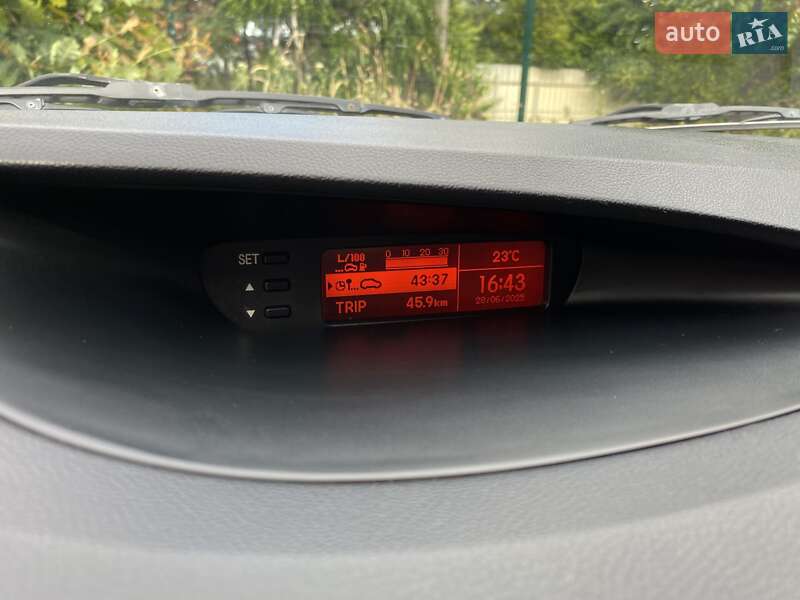 auto RIA .com
SET
L/100 0 10 20 30
43:37
TRIP 45.9km
23°C
16:43
28/06/2025